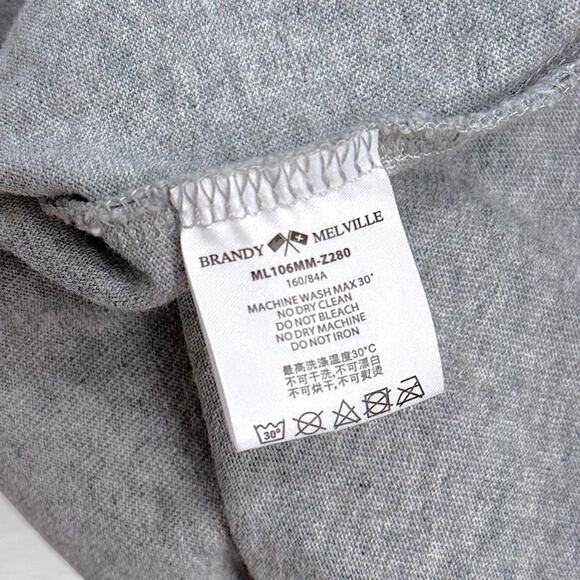 BRANDY MELVILLE
ML106MM-Z280
160/84A
MACHINE WASH MAX 30°
NO DRY CLEAN
DO NOT BLEACH
NO DRY MACHINE
DO NOT IRON
最高洗涤温度30°C
不可干洗,不可漂白
不可烘干,不可熨烫
30°